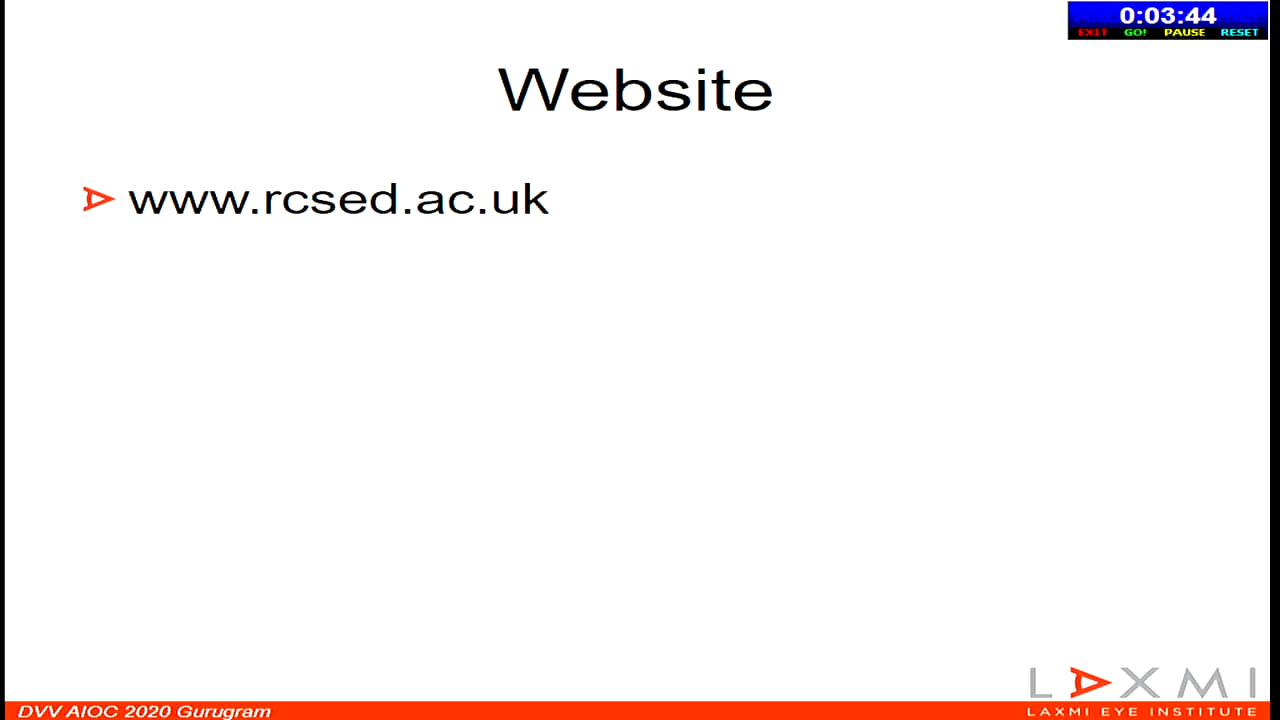 0:03:44
EXIT GO! PAUSE RESET
Website
www.rcsed.ac.uk
LAXMI
LAXMI EYE INSTITUTE
DVV AIOC 2020 Gurugram